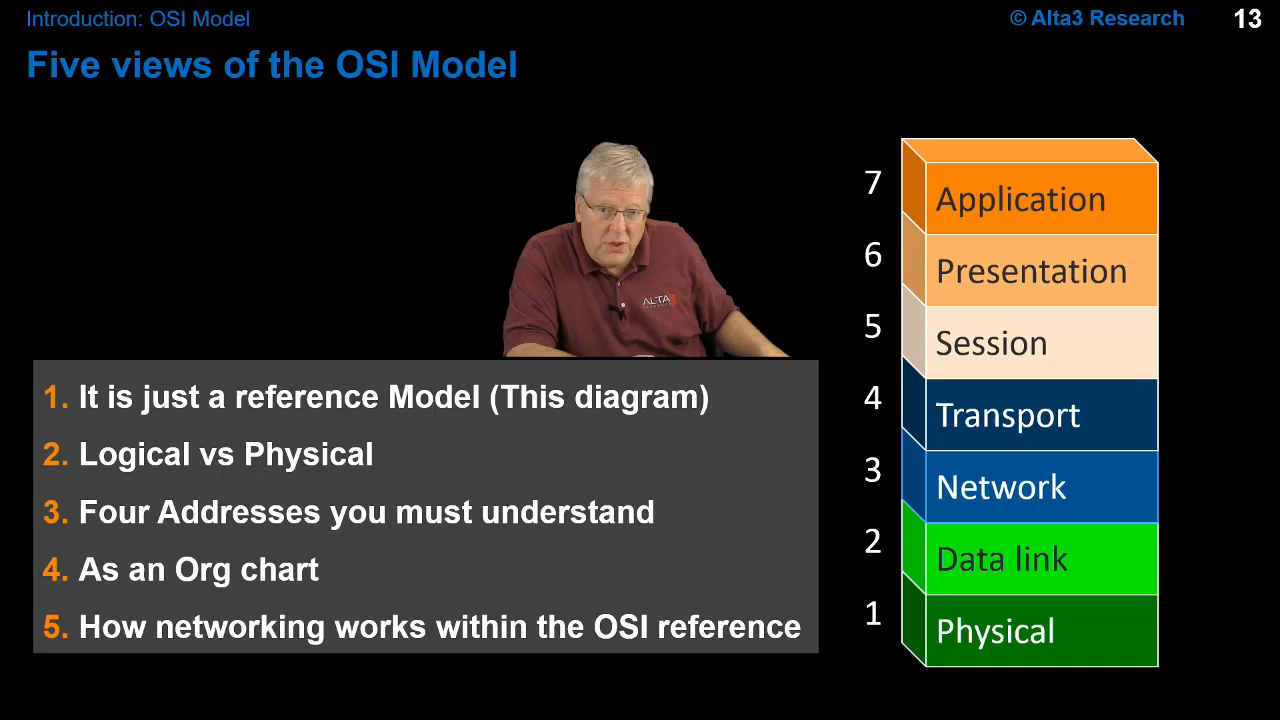 Introduction: OSI Model
© Alta3 Research
13
Five views of the OSI Model
ALTA3
1. It is just a reference Model (This diagram)
2. Logical vs Physical
3. Four Addresses you must understand
4. As an Org chart
5. How networking works within the OSI reference
7 Application
6 Presentation
5 Session
4 Transport
3 Network
2 Data link
1 Physical